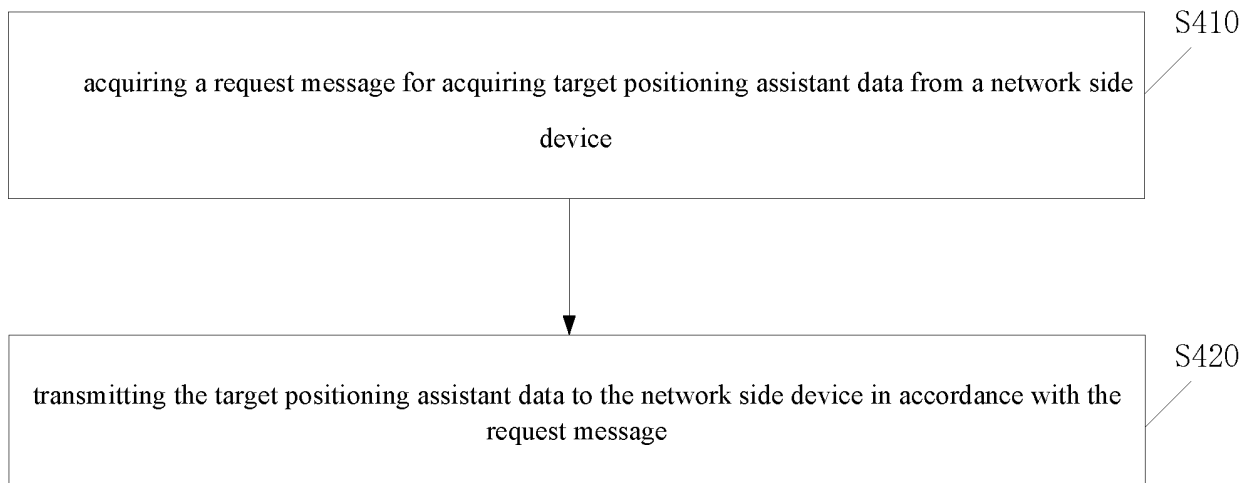 S410
acquiring a request message for acquiring target positioning assistant data from a network side
device
S420
transmitting the target positioning assistant data to the network side device in accordance with the
request message